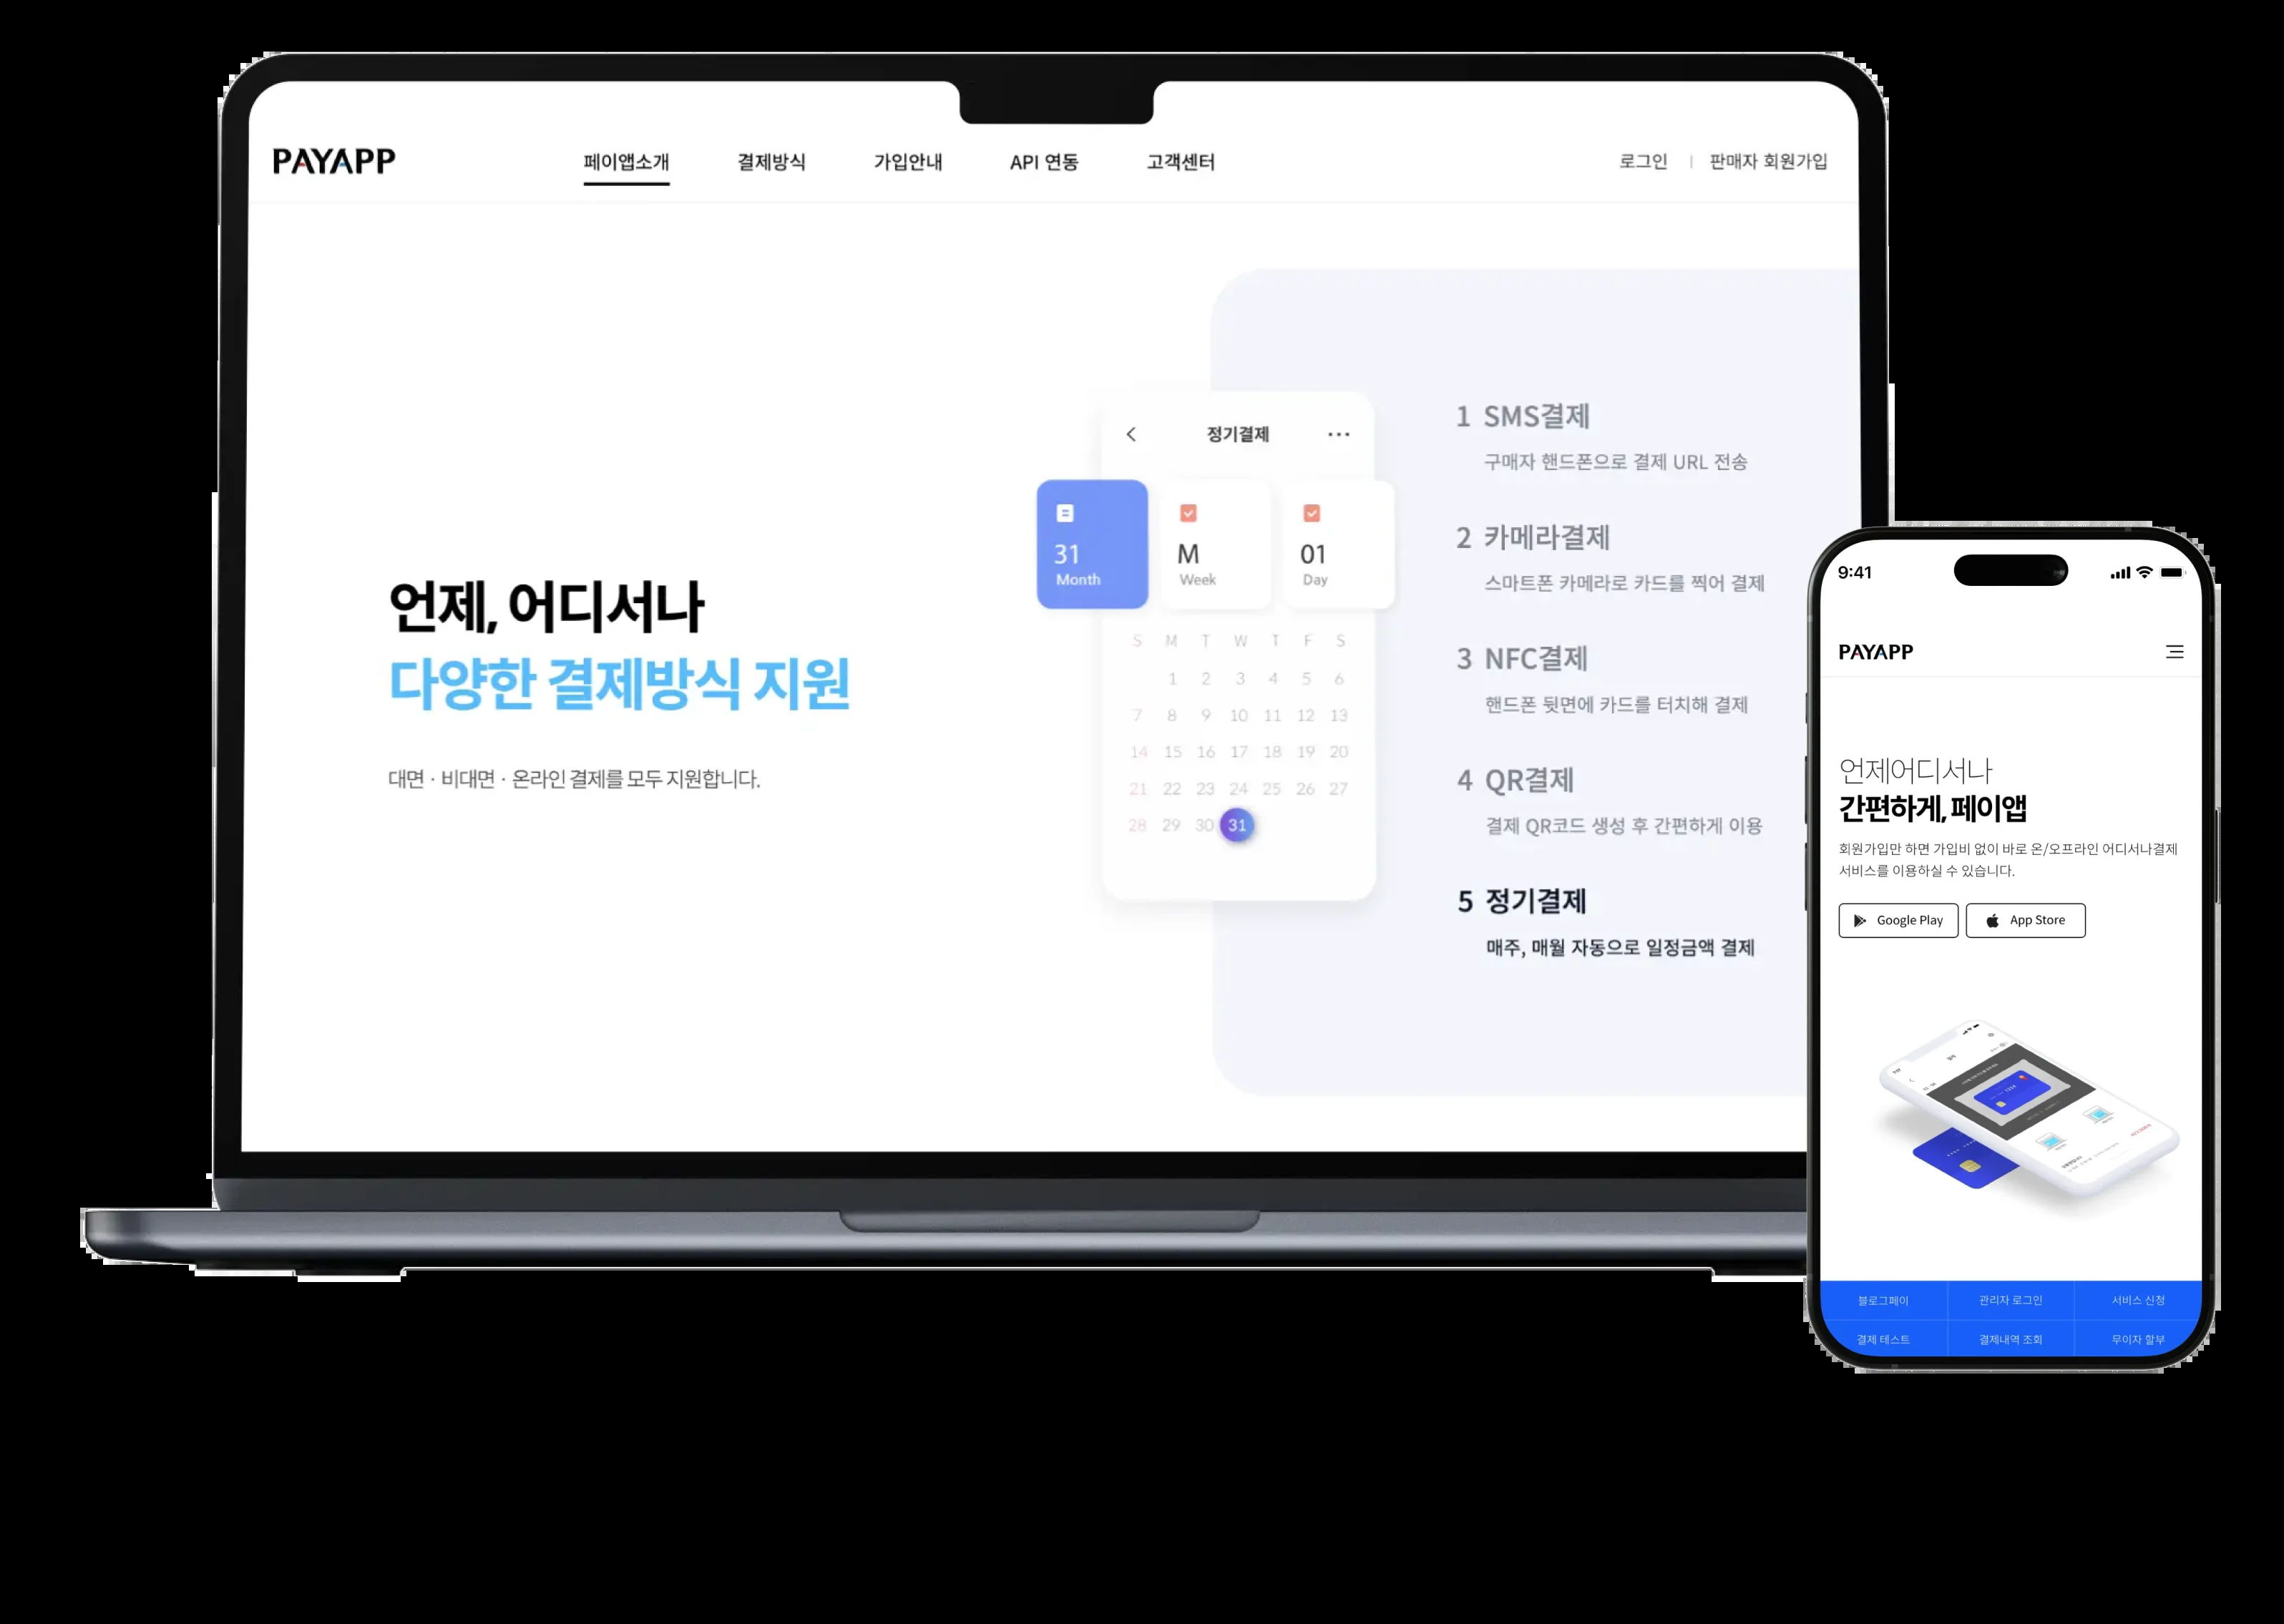 PAYAPP
페이앱소개
결제방식
가입안내
API 연동
고객센터
로그인
판매자 회원가입
언제, 어디서나
다양한 결제방식 지원
대면 · 비대면 · 온라인 결제를 모두 지원합니다.
정기결제
31
Month
M
Week
01
Day
S M T W T F S
1 2 3 4 5 6
7 8 9 10 11 12 13
14 15 16 17 18 19 20
21 22 23 24 25 26 27
28 29 30 31
1 SMS결제
구매자 핸드폰으로 결제 URL 전송
2 카메라결제
스마트폰 카메라로 카드를 찍어 결제
3 NFC결제
핸드폰 뒷면에 카드를 터치해 결제
4 QR결제
결제 QR코드 생성 후 간편하게 이용
5 정기결제
매주, 매월 자동으로 일정금액 결제
9:41
PAYAPP
언제어디서나
간편하게, 페이앱
회원가입만 하면 가입비 없이 바로 온/오프라인 어디서나결제
서비스를 이용하실 수 있습니다.
Google Play
App Store
블로그페이
관리자 로그인
서비스 신청
결제 테스트
결제내역 조회
무이자 할부